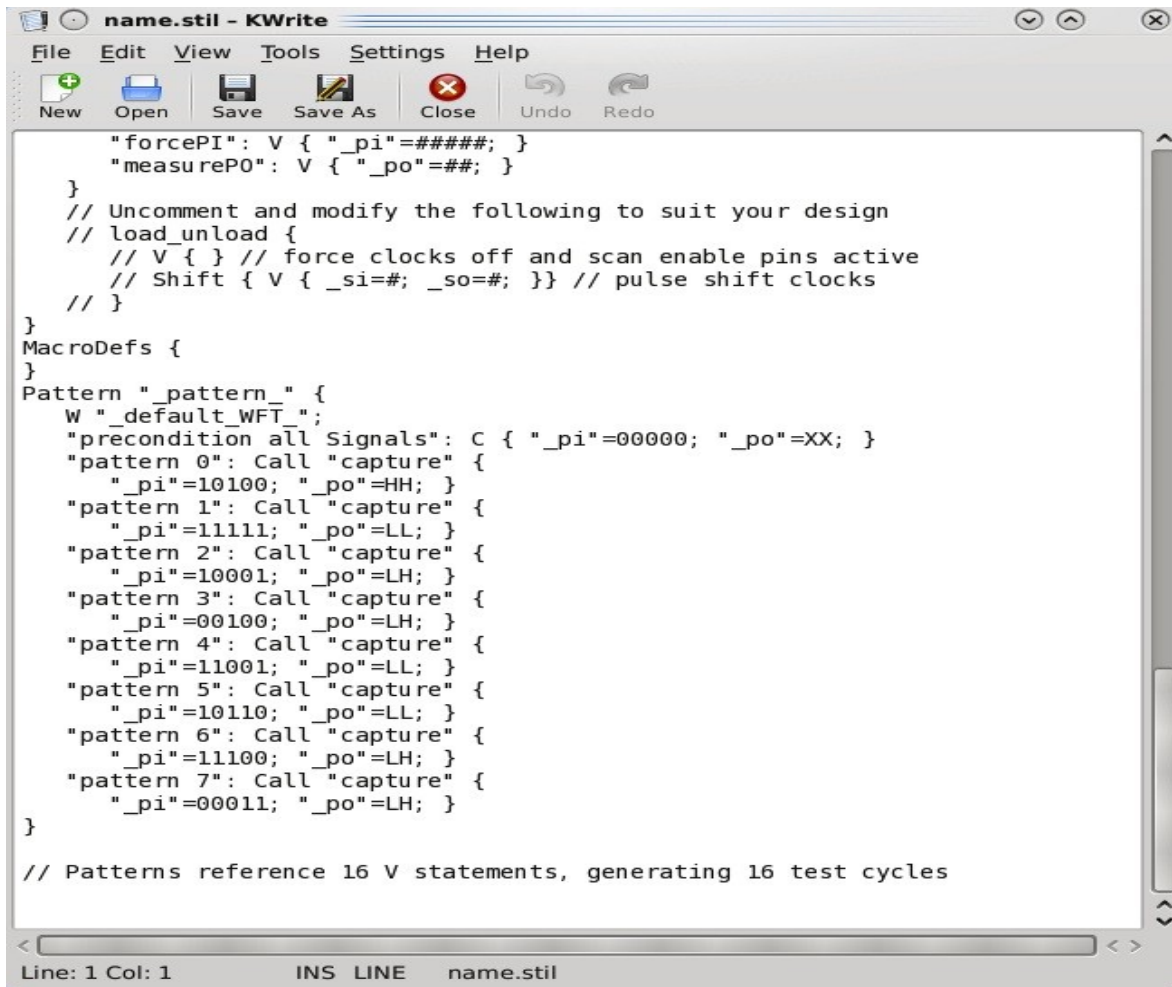 name.stil – KWrite
File Edit View Tools Settings Help
New Open Save Save As Close Undo Redo
"forcePI": V { "_pi"=#####; }
"measurePO": V { "_po"=##; }
}
// Uncomment and modify the following to suit your design
// load_unload {
// V { } // force clocks off and scan enable pins active
// Shift { V { _si=#; _so=#; }} // pulse shift clocks
// }
}
MacroDefs {
}
Pattern "_pattern_" {
W "_default_WFT_";
"precondition all Signals": C { "_pi"=00000; "_po"=XX; }
"pattern 0": Call "capture" {
"_pi"=10100; "_po"=HH; }
"pattern 1": Call "capture" {
"_pi"=11111; "_po"=LL; }
"pattern 2": Call "capture" {
"_pi"=10001; "_po"=LH; }
"pattern 3": Call "capture" {
"_pi"=00100; "_po"=LH; }
"pattern 4": Call "capture" {
"_pi"=11001; "_po"=LL; }
"pattern 5": Call "capture" {
"_pi"=10110; "_po"=LL; }
"pattern 6": Call "capture" {
"_pi"=11100; "_po"=LH; }
"pattern 7": Call "capture" {
"_pi"=00011; "_po"=LH; }
}
// Patterns reference 16 V statements, generating 16 test cycles
Line: 1 Col: 1 INS LINE name.stil